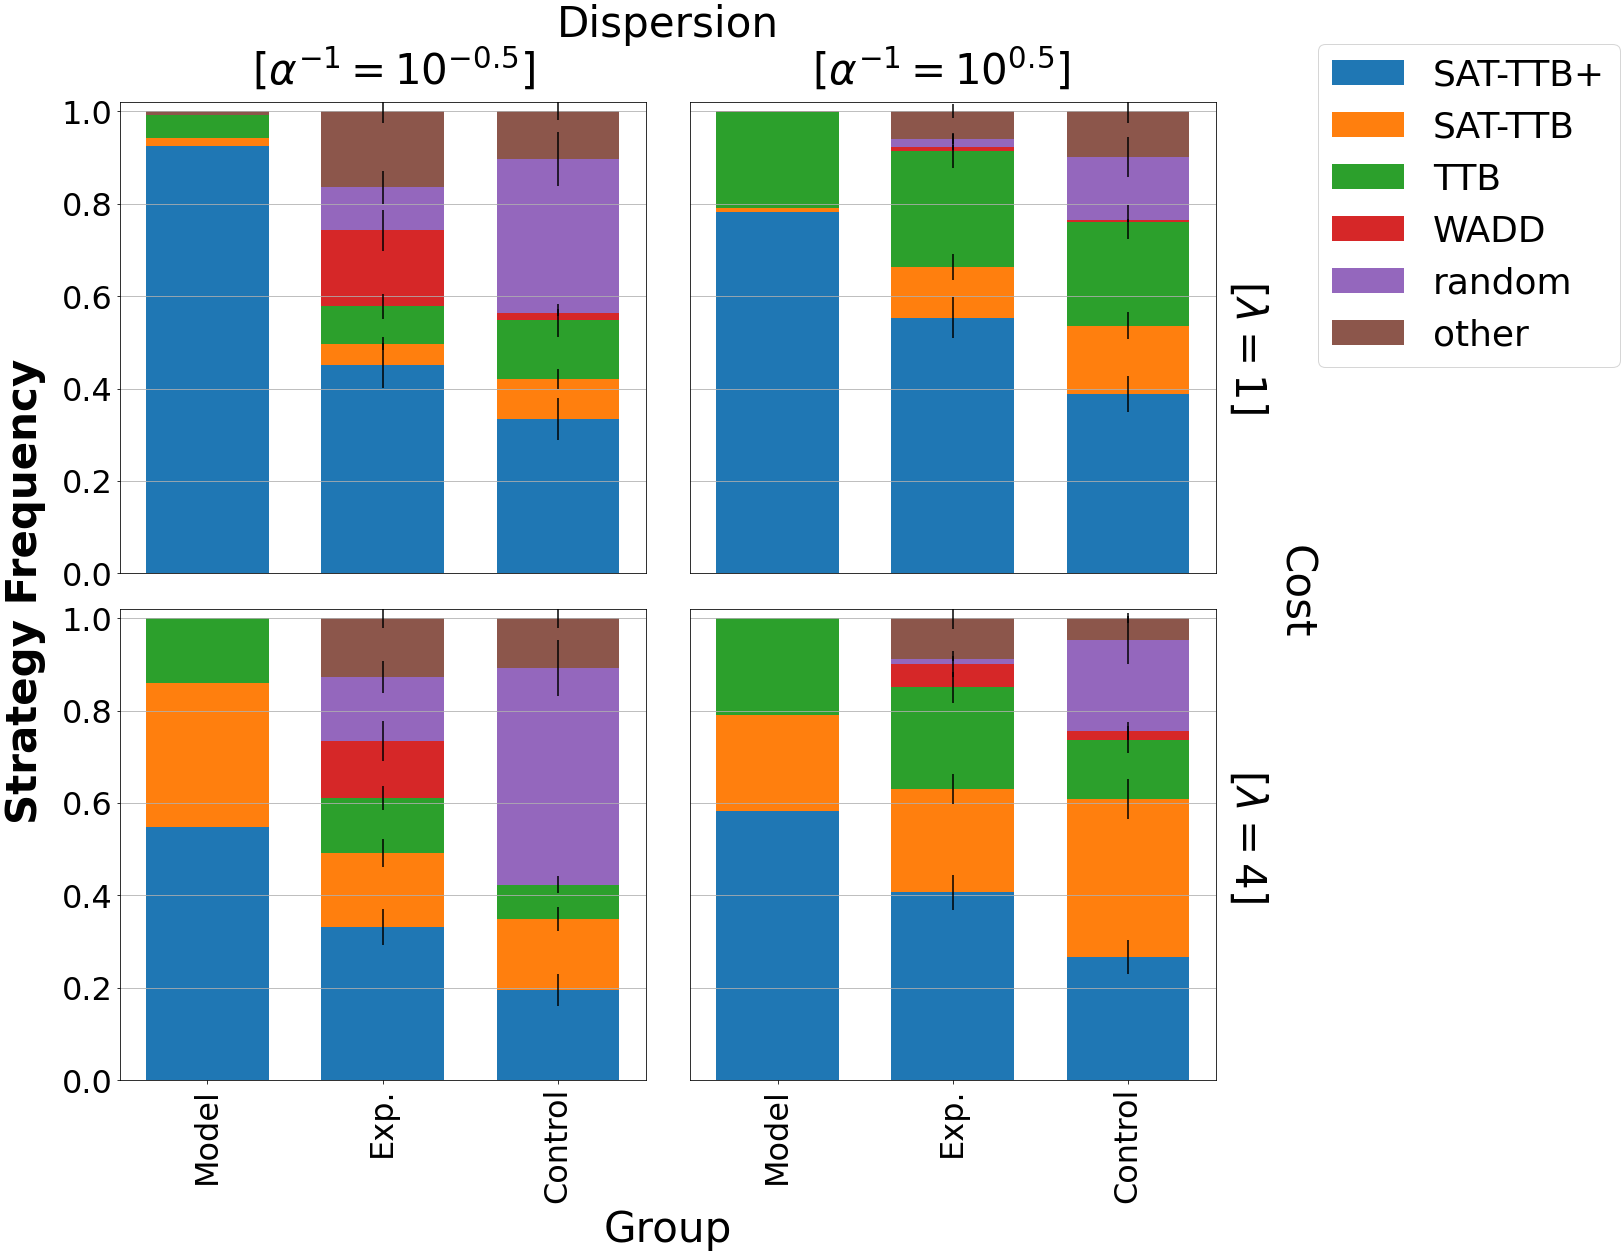 Dispersion
[α⁻¹ = 10⁻⁰·⁵]
[α⁻¹ = 10⁰·⁵]
SAT-TTB+
SAT-TTB
TTB
WADD
random
other
Strategy Frequency
1.0
0.8
0.6
0.4
0.2
0.0
[λ = 1]
Cost
1.0
0.8
0.6
0.4
0.2
0.0
[λ = 4]
Model
Exp.
Control
Model
Exp.
Control
Group